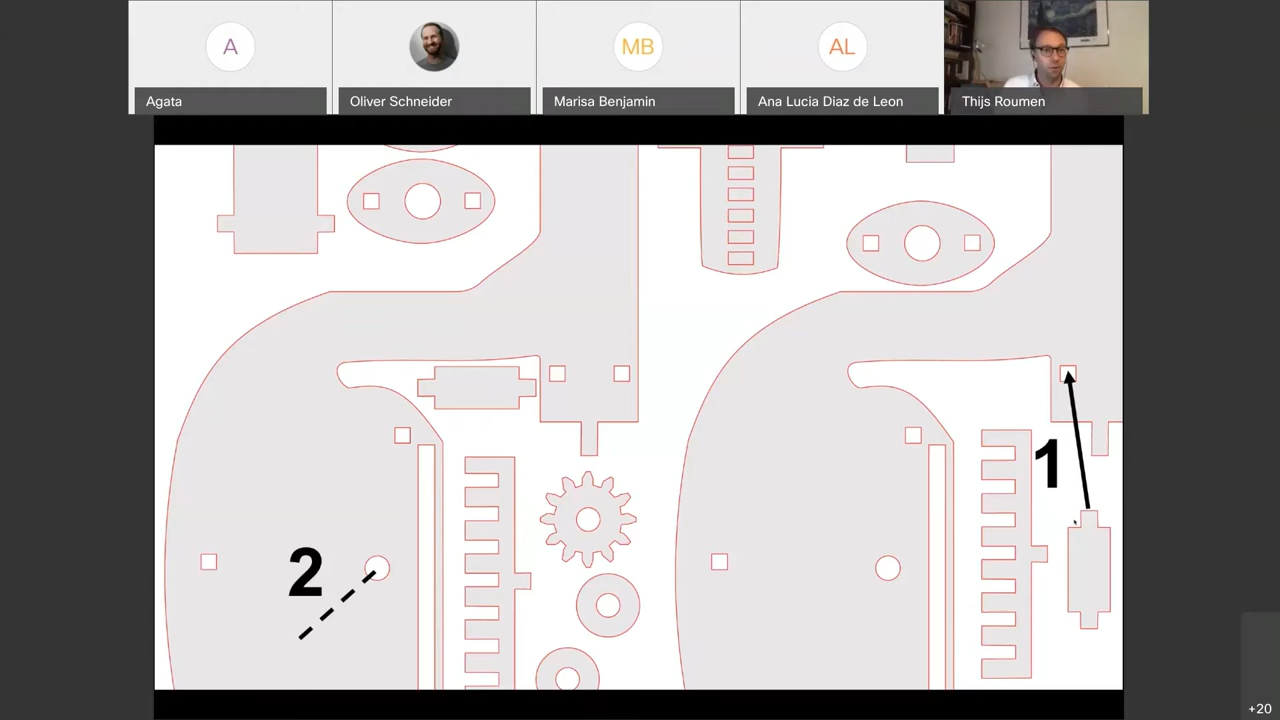 A
MB
AL
Agata
Oliver Schneider
Marisa Benjamin
Ana Lucia Diaz de Leon
Thijs Roumen
1
2
+20